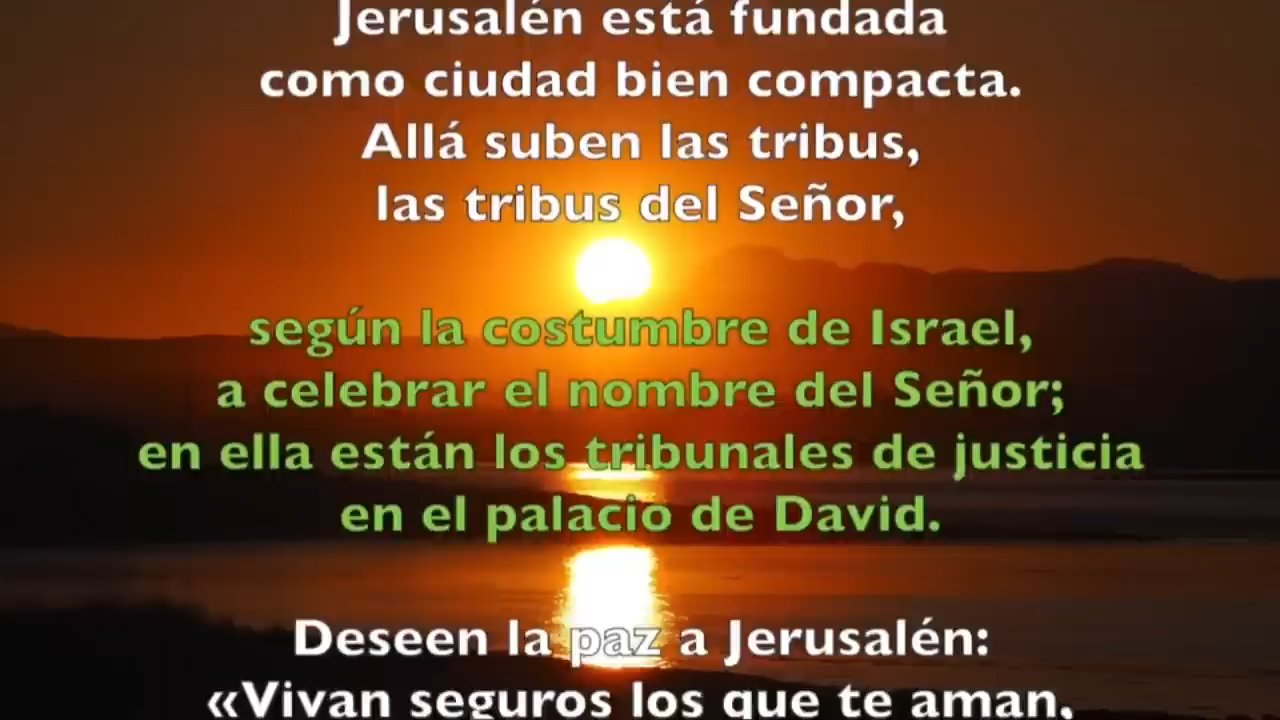 Jerusalén está fundada
como ciudad bien compacta.
Allá suben las tribus,
las tribus del Señor,
según la costumbre de Israel,
a celebrar el nombre del Señor;
en ella están los tribunales de justicia
en el palacio de David.
Deseen la paz a Jerusalén:
«Vivan seguros los que te aman,